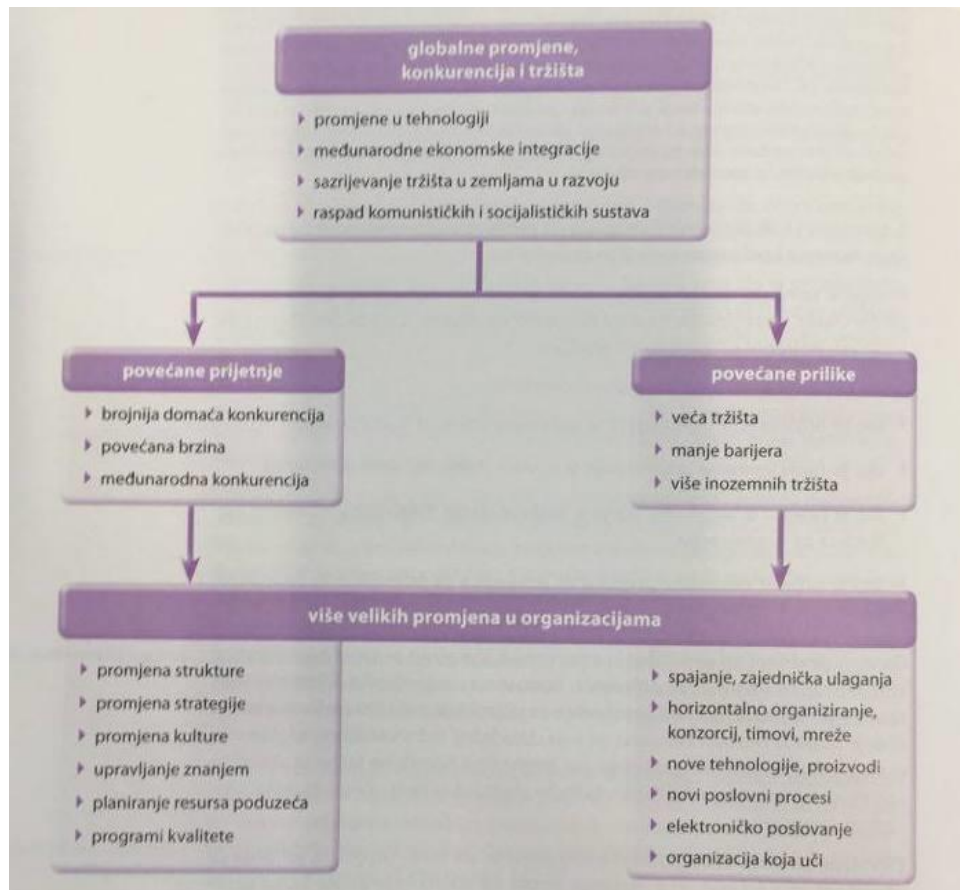 globalne promjene,
konkurencija i tržišta
promjene u tehnologiji
međunarodne ekonomske integracije
sazrijevanje tržišta u zemljama u razvoju
raspad komunističkih i socijalističkih sustava
povećane prijetnje
brojnija domaća konkurencija
povećana brzina
međunarodna konkurencija
povećane prilike
veća tržišta
manje barijera
više inozemnih tržišta
više velikih promjena u organizacijama
promjena strukture
promjena strategije
promjena kulture
upravljanje znanjem
planiranje resursa poduzeća
programi kvalitete
spajanje, zajednička ulaganja
horizontalno organiziranje,
konzorcij, timovi, mreže
nove tehnologije, proizvodi
novi poslovni procesi
elektroničko poslovanje
organizacija koja uči